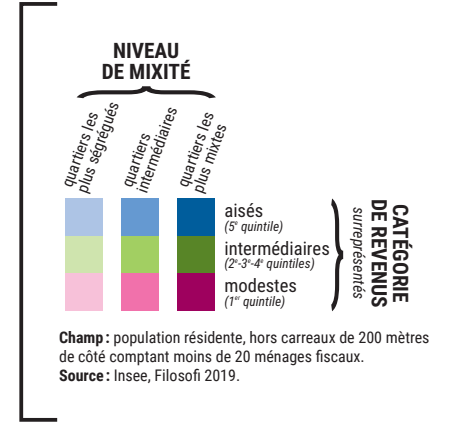 NIVEAU
DE MIXITÉ
quartiers les
plus ségrégués
quartiers
intermédiaires
quartiers les
plus mixtes
aisés
(5e quintile)
intermédiaires
(2e-3e-4e quintiles)
modestes
(1er quintile)
CATÉGORIE
DE REVENUS
surreprésentés
Champ : population résidente, hors carreaux de 200 mètres
de côté comptant moins de 20 ménages fiscaux.
Source : Insee, Filosofi 2019.